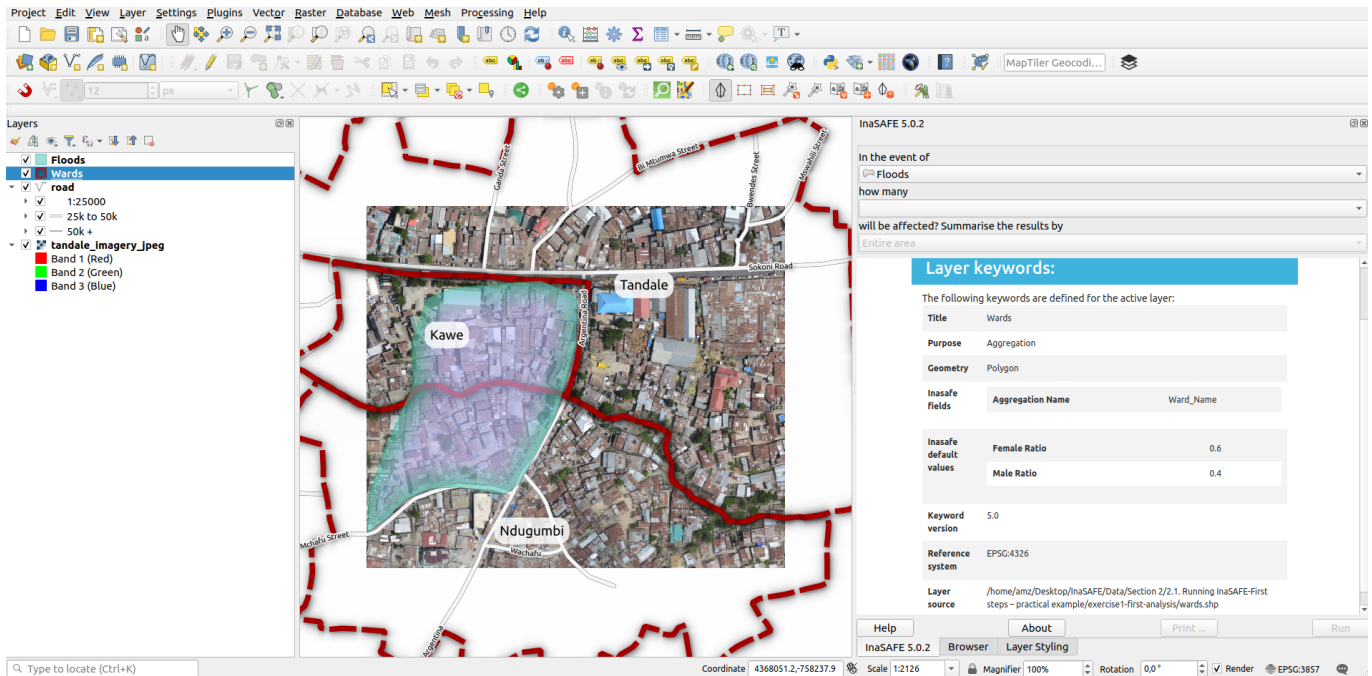 Project Edit View Layer Settings Plugins Vector Raster Database Web Mesh Processing Help
MapTiler Geocodi...
12 px
Layers
Floods
Wards
road
1:25000
25k to 50k
50k +
tandale_imagery_jpeg
Band 1 (Red)
Band 2 (Green)
Band 3 (Blue)
Ganda Street
Bi Mtumwa Street
Bwendes Street
Mswahili Street
Sokoni Road
Tandale
Argentina Road
Kawe
Ndugumbi
Mchafu Street
Wachafu
Argentina
InaSAFE 5.0.2
In the event of
Floods
how many
will be affected? Summarise the results by
Entire area
Layer keywords:
The following keywords are defined for the active layer:
Title Wards
Purpose Aggregation
Geometry Polygon
Inasafe
fields
Aggregation Name Ward_Name
Inasafe
default
values
Female Ratio 0.6
Male Ratio 0.4
Keyword
version
5.0
Reference
system
EPSG:4326
Layer
source
/home/amz/Desktop/InaSAFE/Data/Section 2/2.1. Running InaSAFE-First
steps – practical example/exercise1-first-analysis/wards.shp
Help About Print ... Run
InaSAFE 5.0.2 Browser Layer Styling
Type to locate (Ctrl+K) Coordinate 4368051.2,-758237.9 Scale 1:2126 Magnifier 100% Rotation 0,0 ° Render EPSG:3857